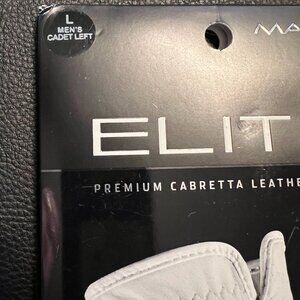 L
MEN'S
CADET LEFT
MA
ELIT
PREMIUM CABRETTA LEATHE